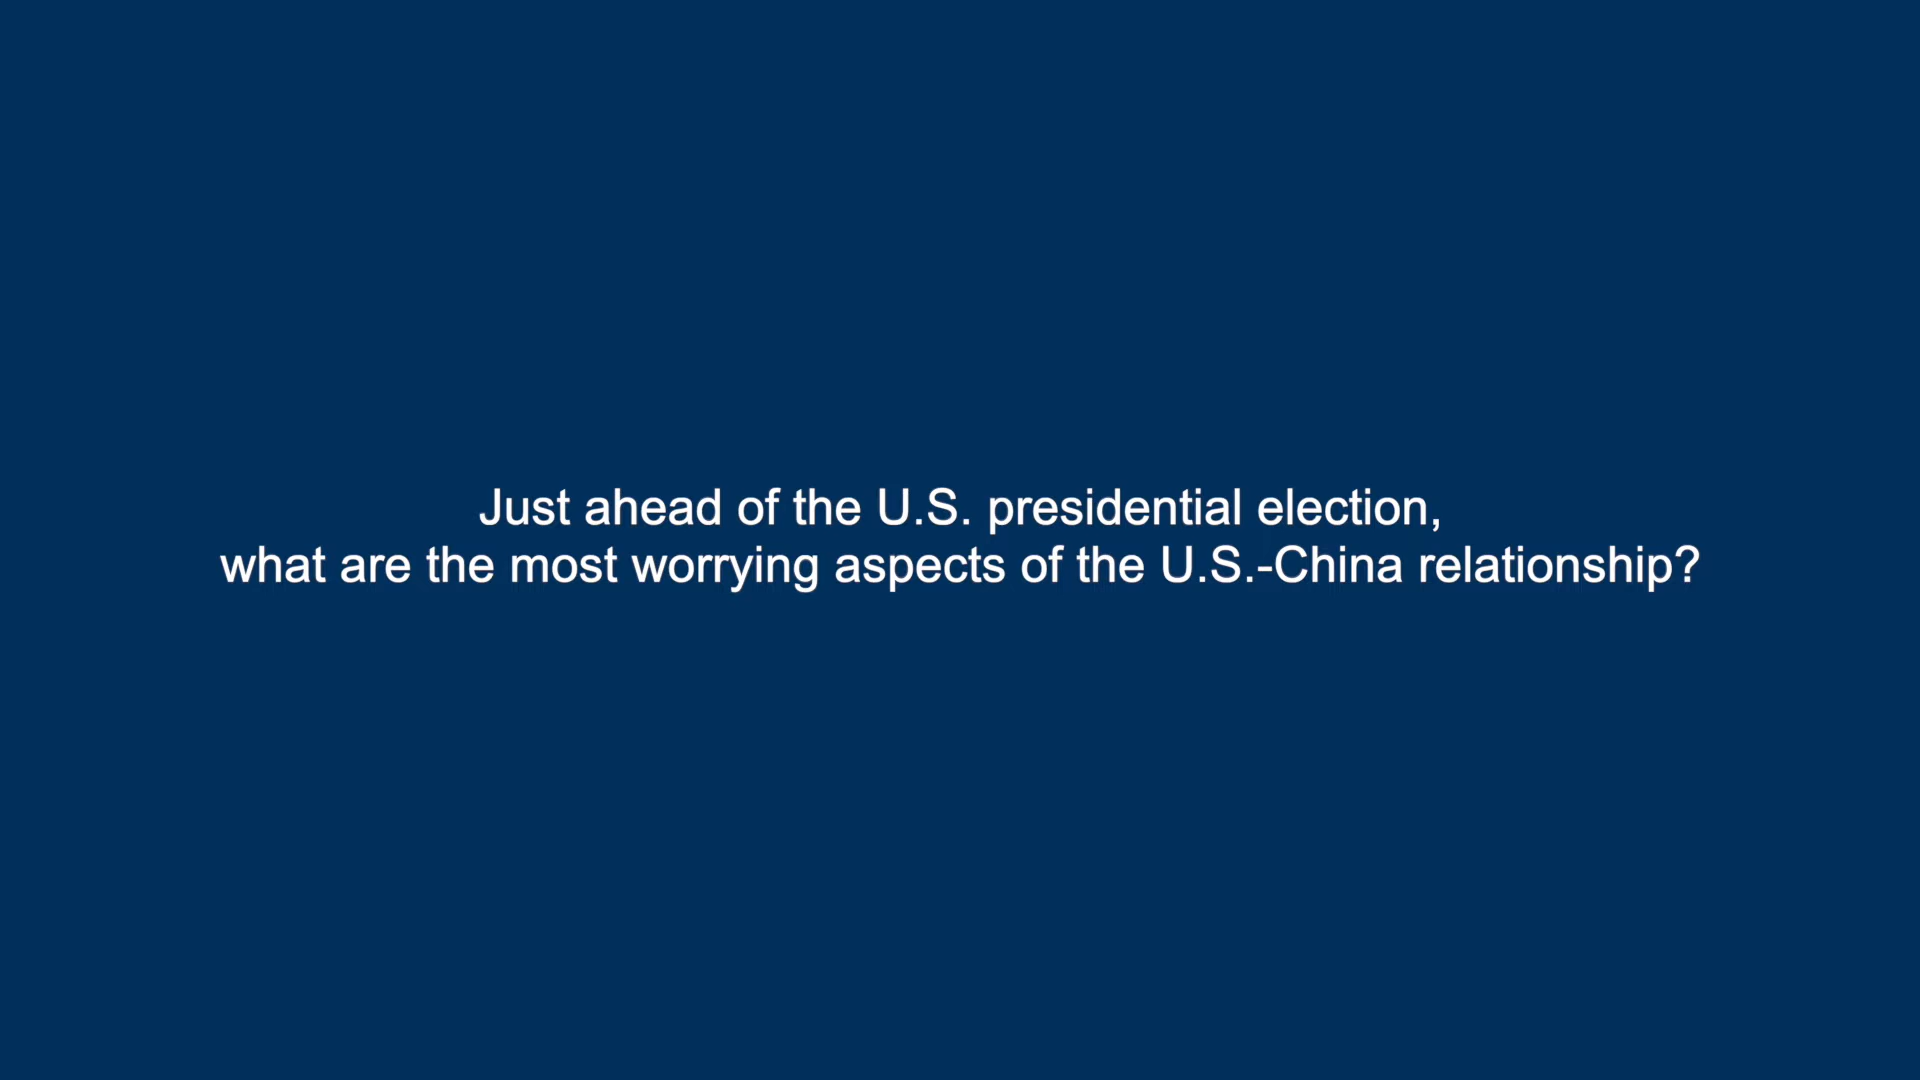 Just ahead of the U.S. presidential election,
what are the most worrying aspects of the U.S.-China relationship?